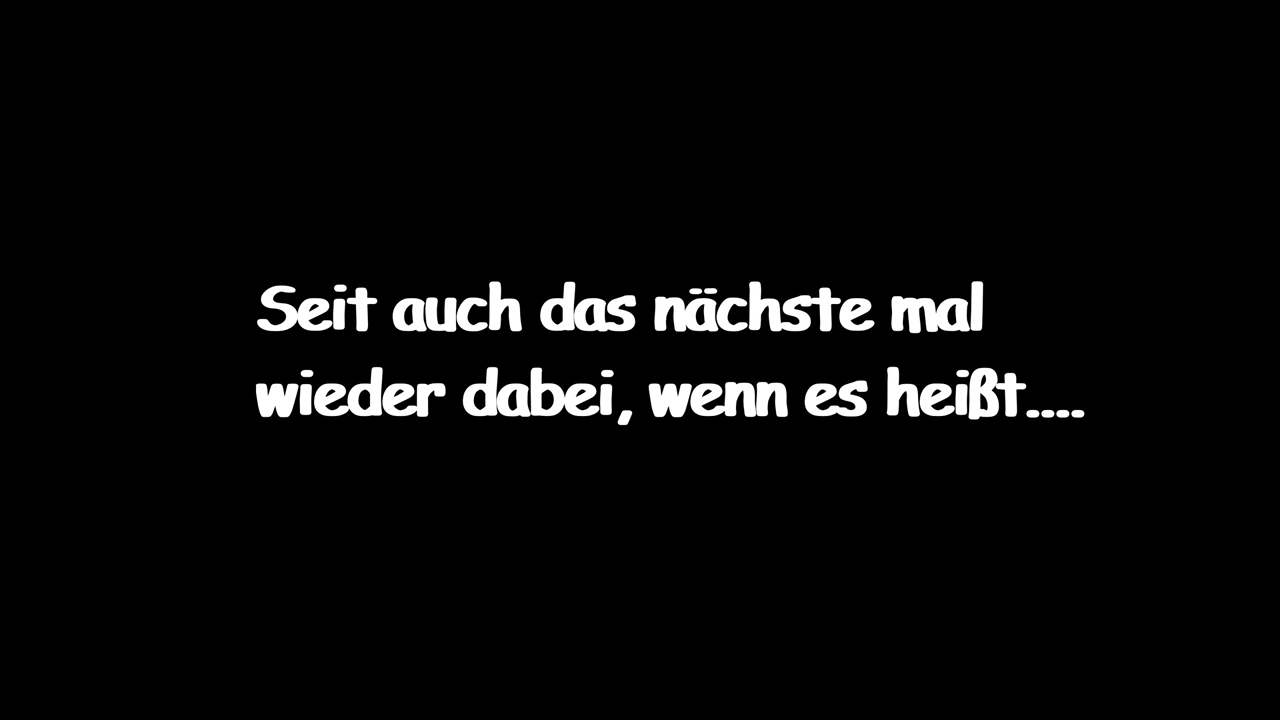 Seit auch das nächste mal
wieder dabei, wenn es heißt....